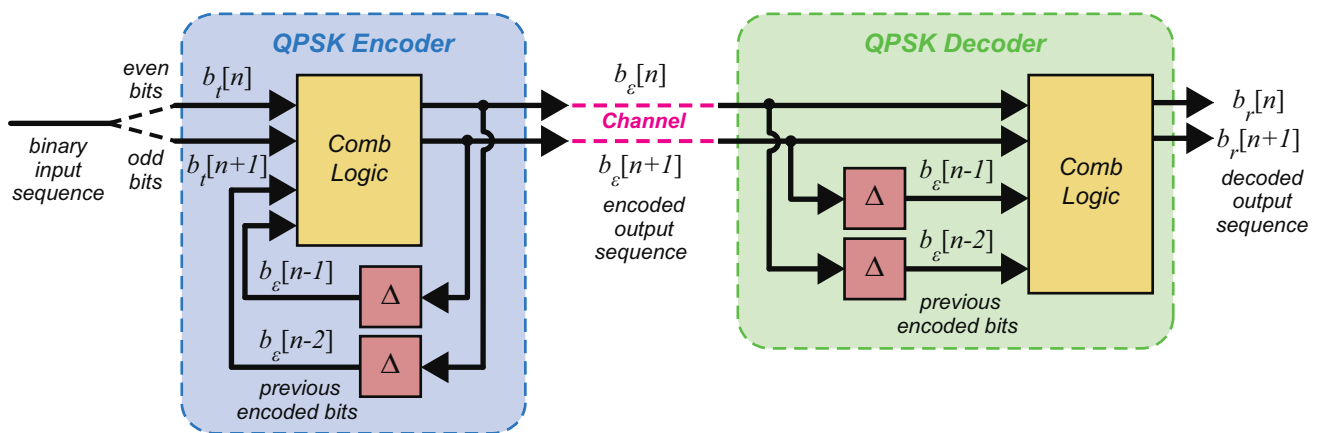 QPSK Encoder
QPSK Decoder
even
bits
b_t[n]
binary
input
sequence
odd
bits
b_t[n+1]
Comb
Logic
b_ε[n-1]
Δ
b_ε[n-2]
Δ
previous
encoded bits
b_ε[n]
Channel
b_ε[n+1]
encoded
output
sequence
b_ε[n-1]
Δ
b_ε[n-2]
Δ
previous
encoded bits
Comb
Logic
b_r[n]
b_r[n+1]
decoded
output
sequence